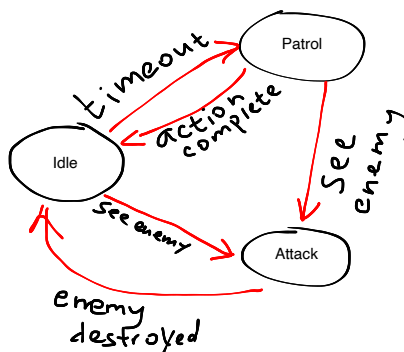 timeout
Patrol
action
complete
see
enemy
Idle
see enemy
Attack
enemy
destroyed